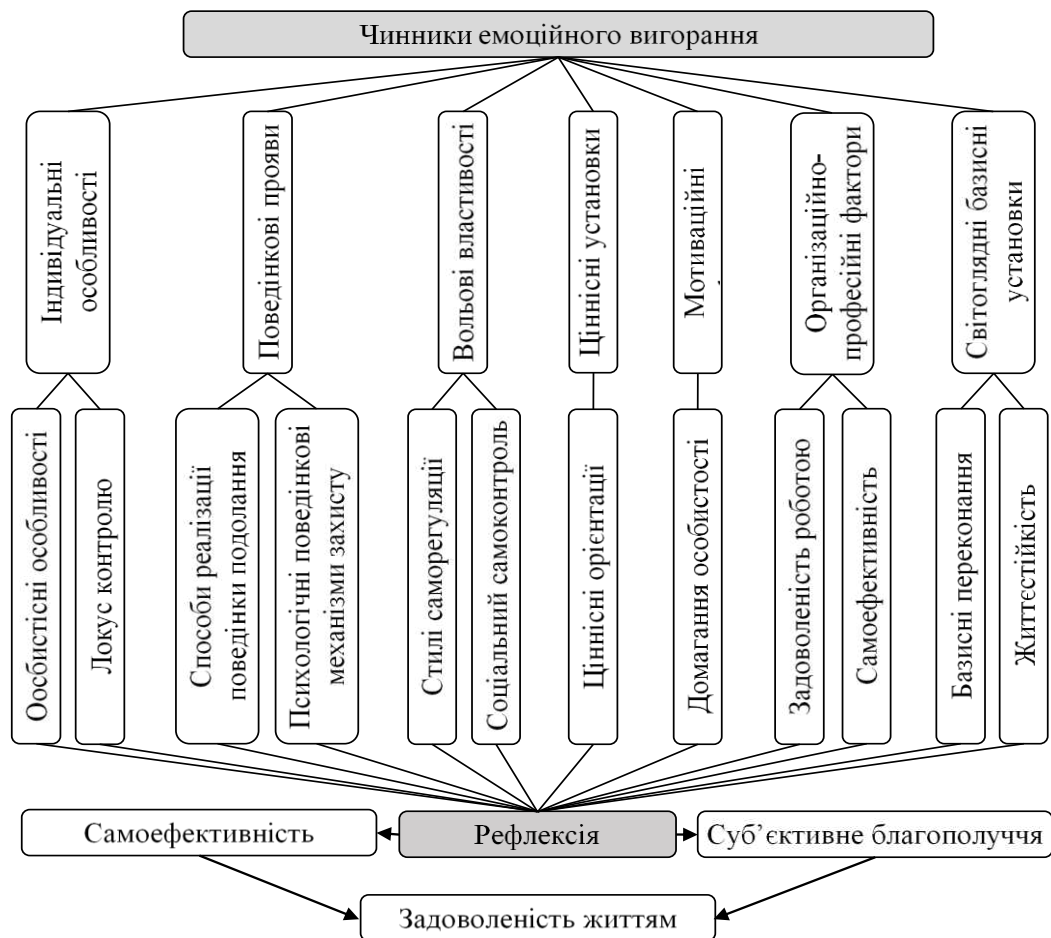 Чинники емоційного вигорання
Індивідуальні
особливості
Поведінкові прояви
Вольові властивості
Ціннісні установки
Мотиваційні
Організаційно-
професійні фактори
Світоглядні базисні
установки
Оособистісні особливості
Локус контролю
Способи реалізації
поведінки подолання
Психологічні поведінкові
механізми захисту
Стилі саморегуляції
Соціальний самоконтроль
Ціннісні орієнтації
Домагання особистості
Задоволеність роботою
Самоефективність
Базисні переконання
Життєстійкість
Самоефективність
Рефлексія
Суб’єктивне благополуччя
Задоволеність життям